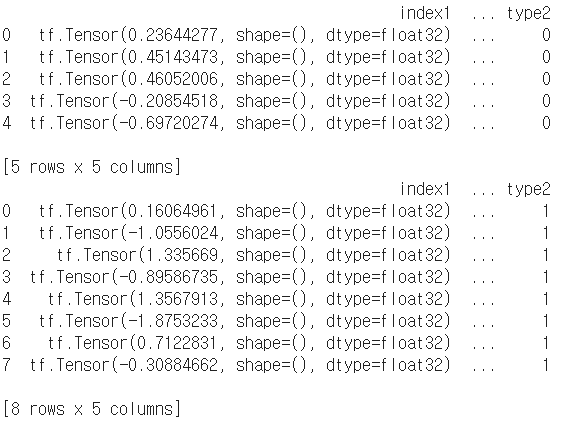 index1 ... type2
0 tf.Tensor(0.23644277, shape=(), dtype=float32) ... 0
1 tf.Tensor(0.45143473, shape=(), dtype=float32) ... 0
2 tf.Tensor(0.46052006, shape=(), dtype=float32) ... 0
3 tf.Tensor(-0.20854518, shape=(), dtype=float32) ... 0
4 tf.Tensor(-0.69720274, shape=(), dtype=float32) ... 0
[5 rows x 5 columns]
index1 ... type2
0 tf.Tensor(0.16064961, shape=(), dtype=float32) ... 1
1 tf.Tensor(-1.0556024, shape=(), dtype=float32) ... 1
2 tf.Tensor(1.335669, shape=(), dtype=float32) ... 1
3 tf.Tensor(-0.89586735, shape=(), dtype=float32) ... 1
4 tf.Tensor(1.3567913, shape=(), dtype=float32) ... 1
5 tf.Tensor(-1.8753233, shape=(), dtype=float32) ... 1
6 tf.Tensor(0.7122831, shape=(), dtype=float32) ... 1
7 tf.Tensor(-0.30884662, shape=(), dtype=float32) ... 1
[8 rows x 5 columns]